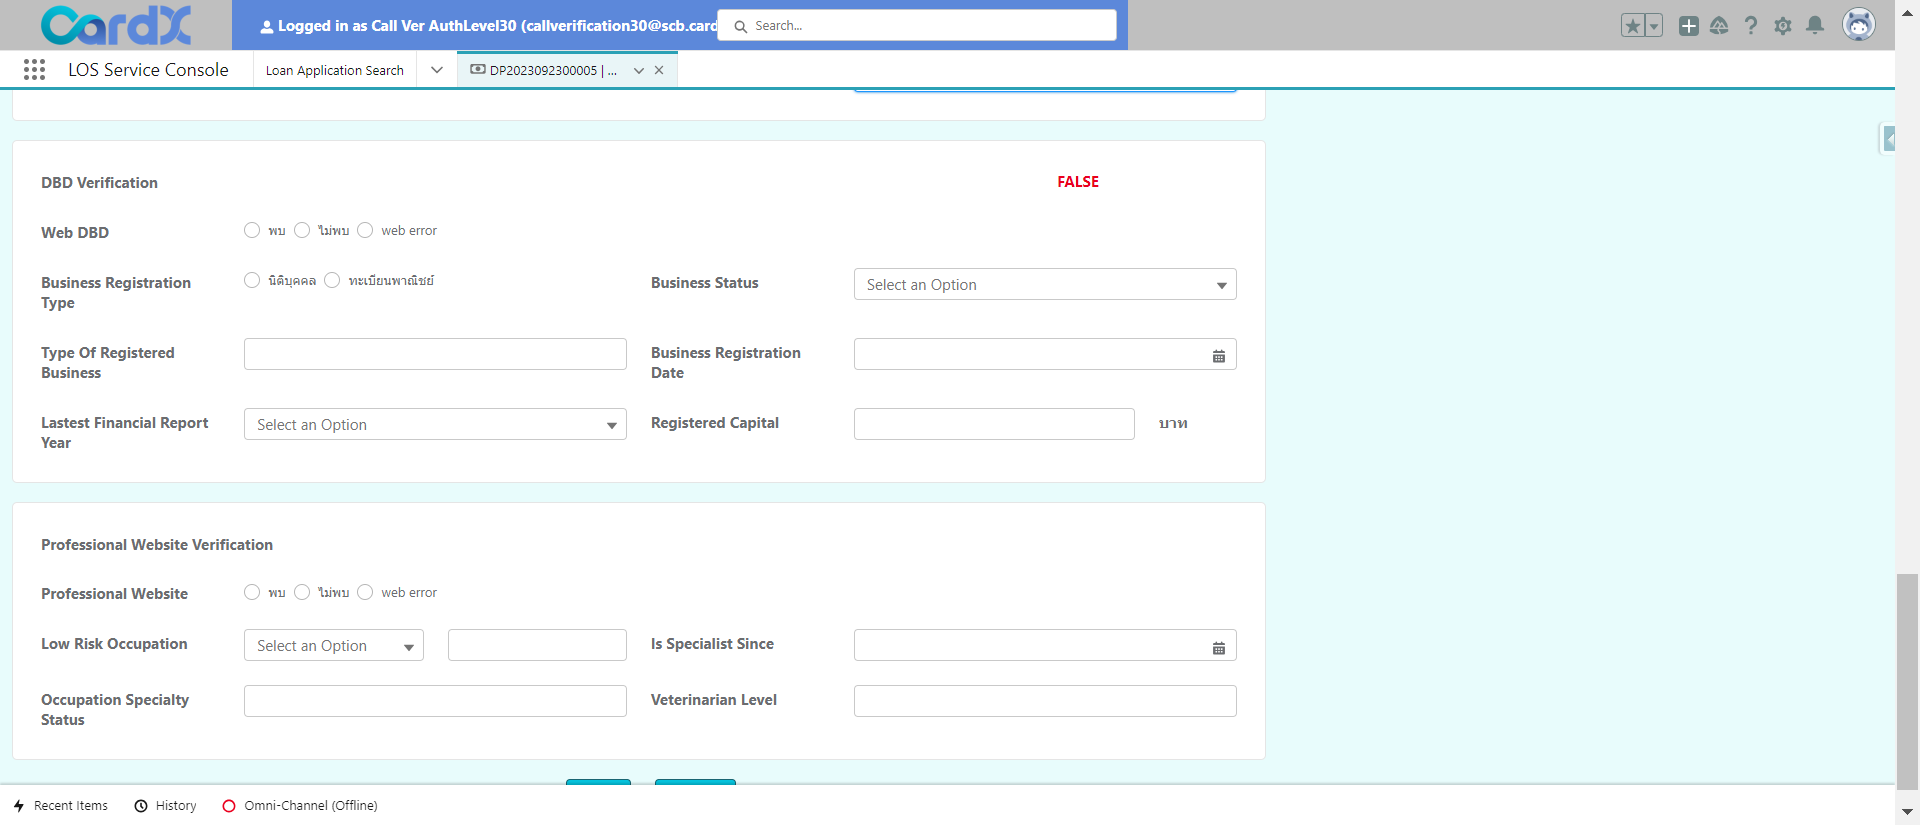 CardX
Logged in as Call Ver AuthLevel30 (callverification30@scb.card
Search...
LOS Service Console
Loan Application Search
DP2023092300005 | ...
DBD Verification
FALSE
Web DBD
พบ ไม่พบ web error
Business Registration Type
นิติบุคคล ทะเบียนพาณิชย์
Business Status
Select an Option
Type Of Registered Business
Business Registration Date
Lastest Financial Report Year
Select an Option
Registered Capital
บาท
Professional Website Verification
Professional Website
พบ ไม่พบ web error
Low Risk Occupation
Select an Option
Is Specialist Since
Occupation Specialty Status
Veterinarian Level
Recent Items
History
Omni-Channel (Offline)